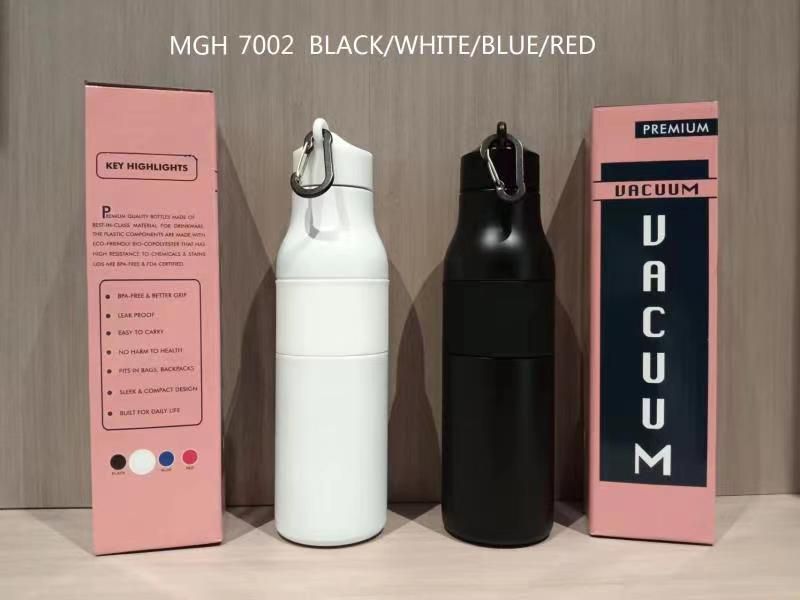 MGH 7002 BLACK/WHITE/BLUE/RED
KEY HIGHLIGHTS
PREMIUM QUALITY BOTTLES MADE OF
BEST-IN-CLASS MATERIAL FOR DRINKWARE.
THE PLASTIC COMPONENTS ARE MADE WITH
ECO-FRIENDLY BIO-COPOLYESTER THAT HAS
HIGH RESISTANCE TO CHEMICALS & STAINS
LIDS ARE BPA-FREE & FDA CERTIFIED.
BPA-FREE & BETTER GRIP
LEAK PROOF
EASY TO CARRY
NO HARM TO HEALTH
FITS IN BAGS, BACKPACKS
SLEEK & COMPACT DESIGN
BUILT FOR DAILY LIFE
BLACK
BLUE
RED
PREMIUM
VACUUM
VACUUM